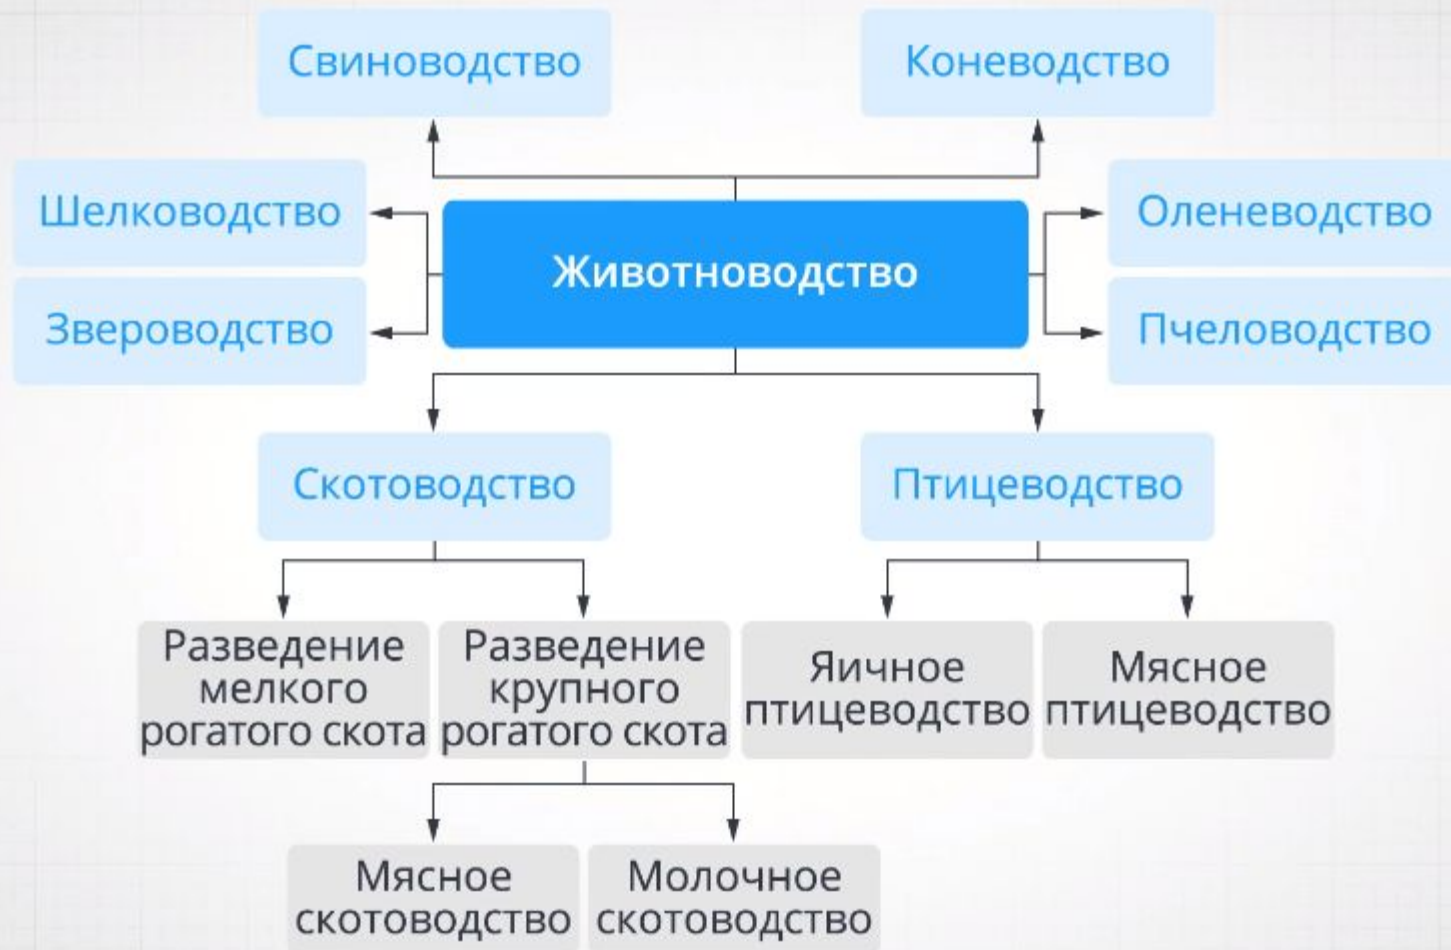 Свиноводство
Коневодство
Шелководство
Оленеводство
Животноводство
Звероводство
Пчеловодство
Скотоводство
Птицеводство
Разведение
мелкого
рогатого скота
Разведение
крупного
рогатого скота
Яичное
птицеводство
Мясное
птицеводство
Мясное
скотоводство
Молочное
скотоводство